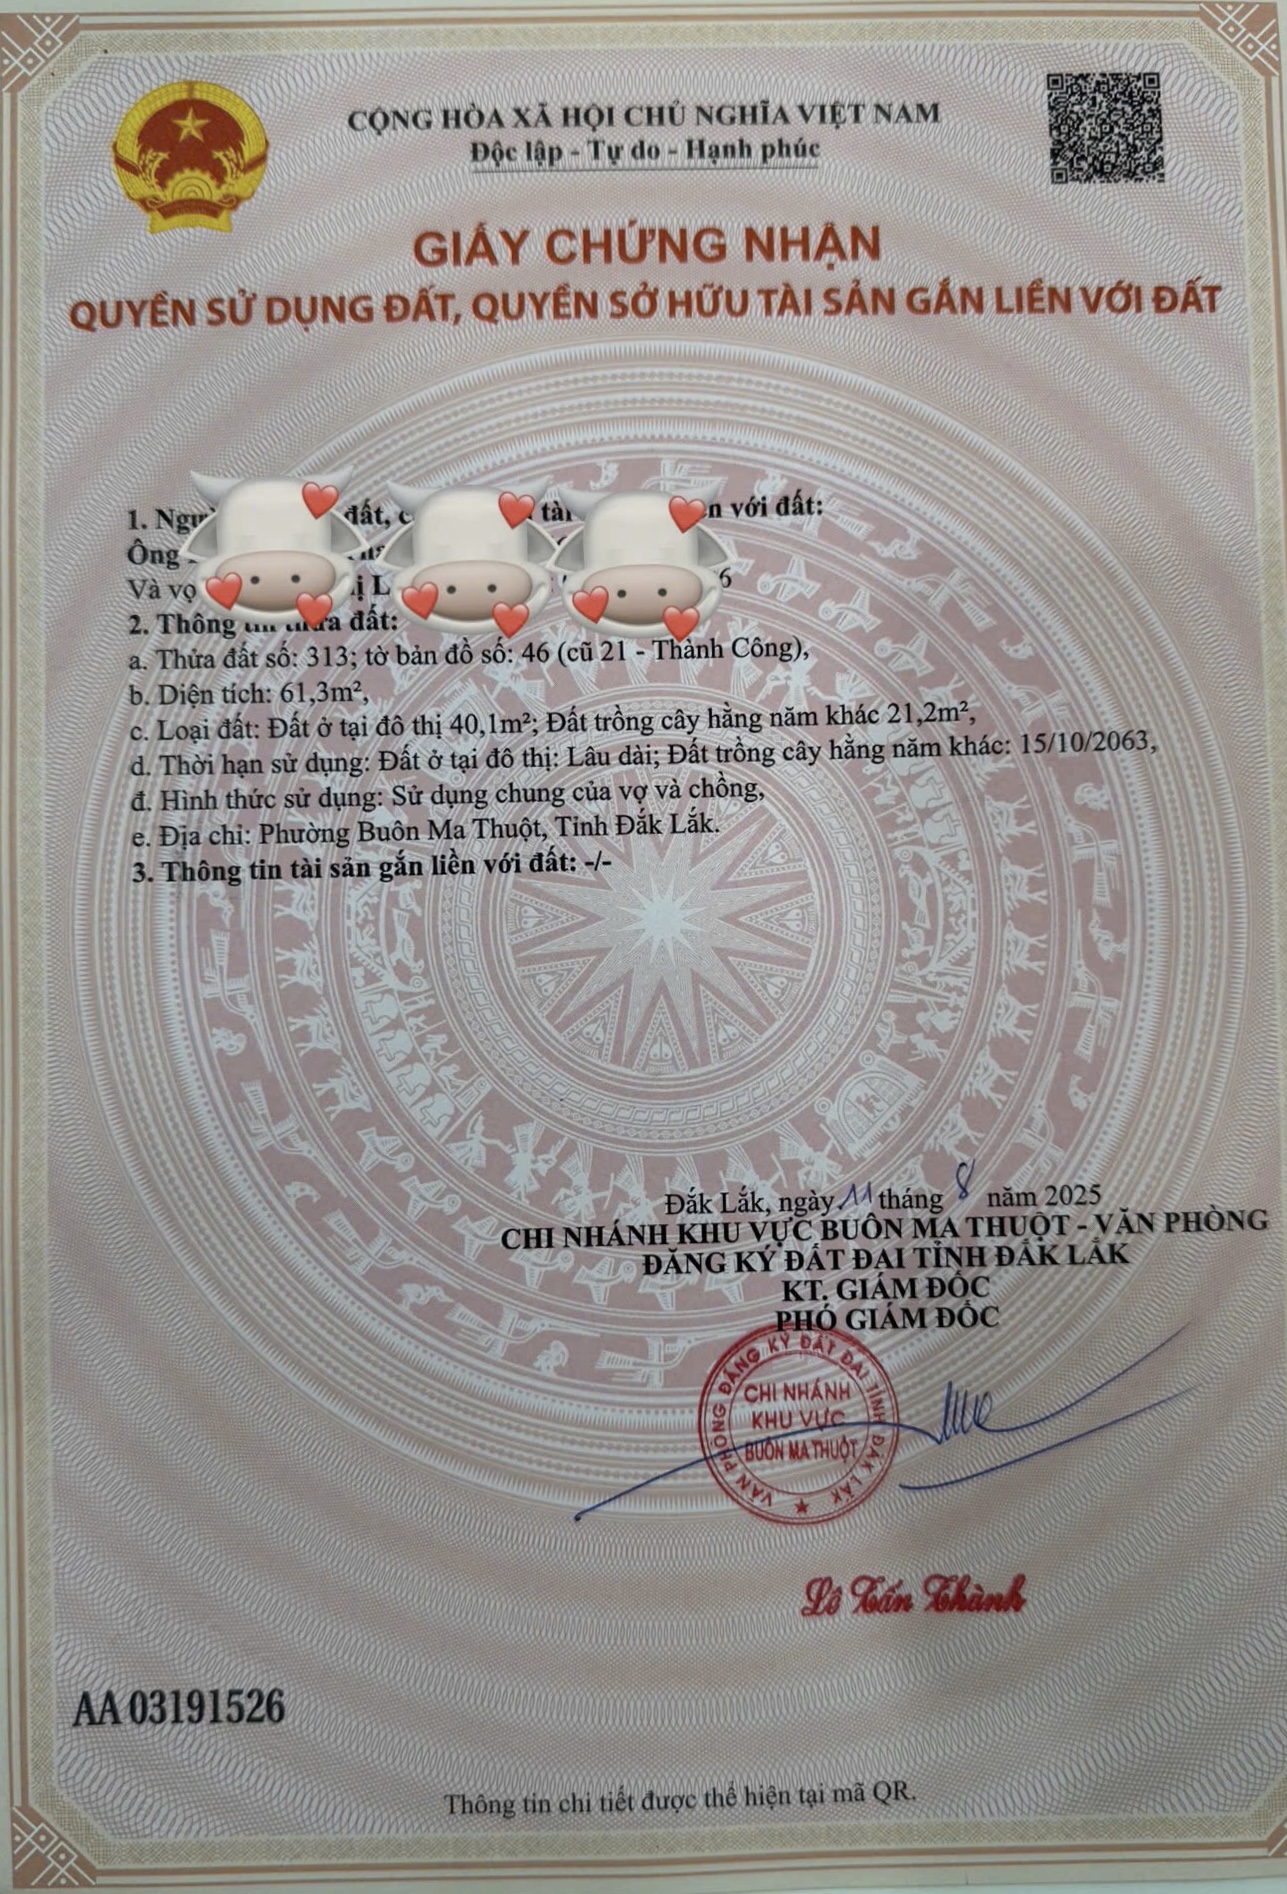 CỘNG HÒA XÃ HỘI CHỦ NGHĨA VIỆT NAM
Độc lập - Tự do - Hạnh phúc
GIẤY CHỨNG NHẬN
QUYỀN SỬ DỤNG ĐẤT, QUYỀN SỞ HỮU TÀI SẢN GẮN LIỀN VỚI ĐẤT
1. đất, với đất:
Ông
Và vợ L 6
2. Thông đất:
a. Thửa đất số: 313; tờ bản đồ số: 46 (cũ 21 - Thành Công),
b. Diện tích: 61,3m²,
c. Loại đất: Đất ở tại đô thị 40,1m²; Đất trồng cây hằng năm khác 21,2m²,
d. Thời hạn sử dụng: Đất ở tại đô thị: Lâu dài; Đất trồng cây hằng năm khác: 15/10/2063,
đ. Hình thức sử dụng: Sử dụng chung của vợ và chồng,
e. Địa chỉ: Phường Buôn Ma Thuột, Tỉnh Đắk Lắk.
3. Thông tin tài sản gắn liền với đất: -/-
Đắk Lắk, ngày 11 tháng 8 năm 2025
CHI NHÁNH KHU VỰC BUÔN MA THUỘT - VĂN PHÒNG
ĐĂNG KÝ ĐẤT ĐAI TỈNH ĐẮK LẮK
KT. GIÁM ĐỐC
PHÓ GIÁM ĐỐC
VĂN PHÒNG ĐĂNG KÝ ĐẤT ĐAI TỈNH ĐẮK LẮK
CHI NHÁNH
KHU VỰC
BUÔN MA THUỘT
Lô Tấn Thành
AA 03191526
Thông tin chi tiết được thể hiện tại mã QR.